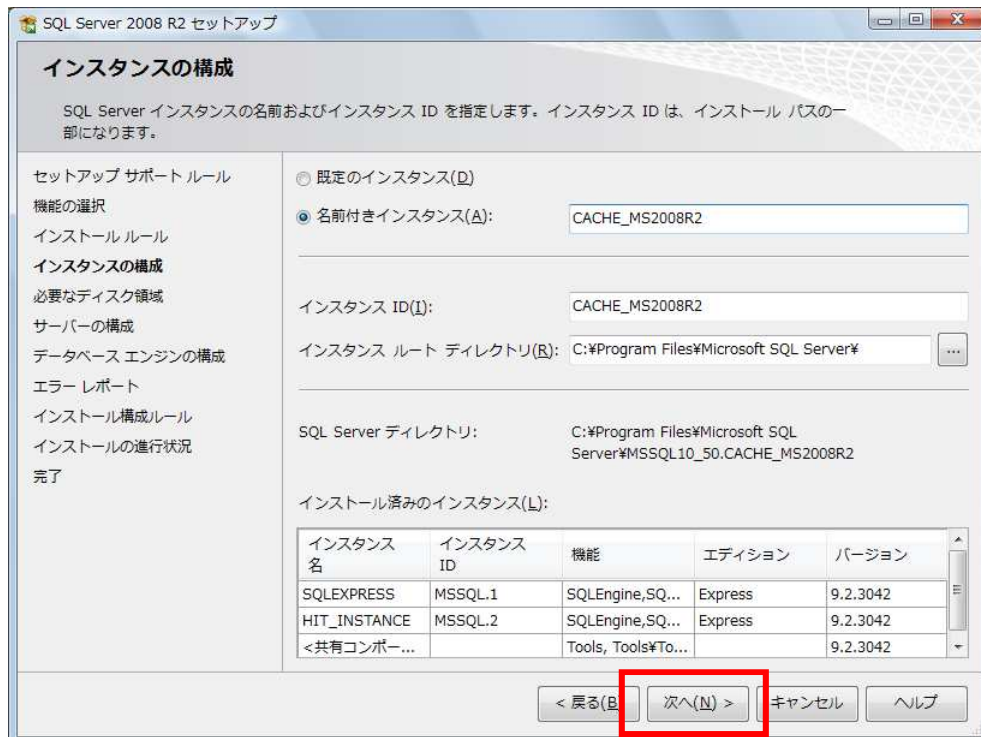 SQL Server 2008 R2 セットアップ
インスタンスの構成
SQL Server インスタンスの名前およびインスタンス ID を指定します。インスタンス ID は、インストール パスの一
部になります。
セットアップ サポート ルール
機能の選択
インストール ルール
インスタンスの構成
必要なディスク領域
サーバーの構成
データベース エンジンの構成
エラー レポート
インストール構成ルール
インストールの進行状況
完了
既定のインスタンス(D)
名前付きインスタンス(A): CACHE_MS2008R2
インスタンス ID(I): CACHE_MS2008R2
インスタンス ルート ディレクトリ(R): C:¥Program Files¥Microsoft SQL Server¥ ...
SQL Server ディレクトリ: C:¥Program Files¥Microsoft SQL
Server¥MSSQL10_50.CACHE_MS2008R2
インストール済みのインスタンス(L):
インスタンス名 インスタンス ID 機能 エディション バージョン
SQLEXPRESS MSSQL.1 SQLEngine,SQ... Express 9.2.3042
HIT_INSTANCE MSSQL.2 SQLEngine,SQ... Express 9.2.3042
<共有コンポー... Tools, Tools¥To... 9.2.3042
< 戻る(B 次へ(N) > キャンセル ヘルプ